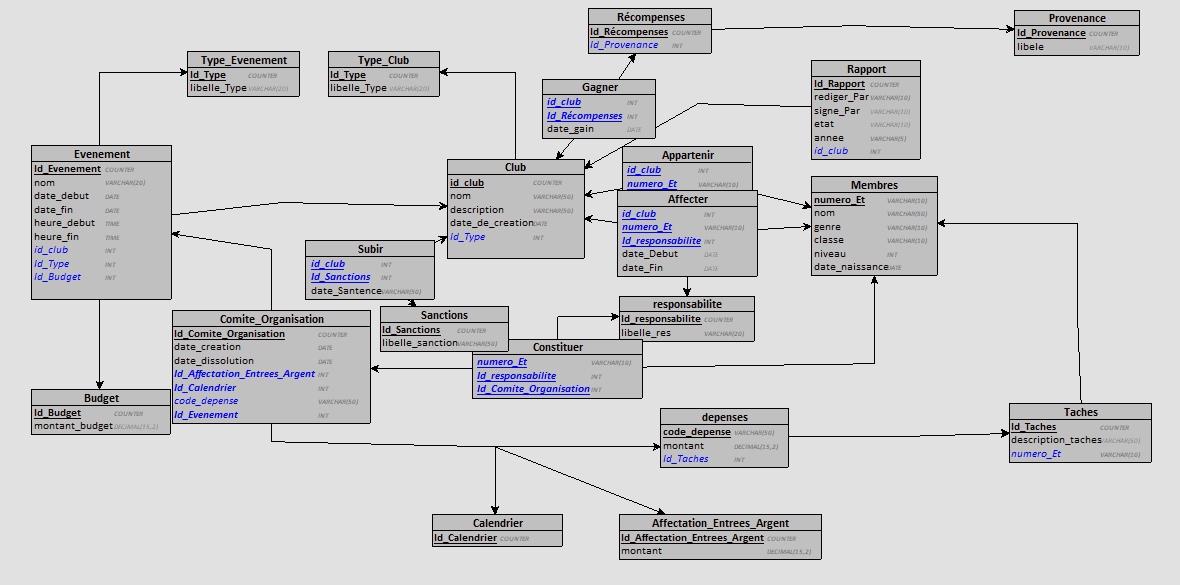 Récompenses
Id_Récompenses COUNTER
Id_Provenance INT
Provenance
Id_Provenance COUNTER
libele VARCHAR(10)
Type_Evenement
Id_Type COUNTER
libelle_Type VARCHAR(20)
Type_Club
Id_Type COUNTER
libelle_Type VARCHAR(20)
Gagner
id_club INT
Id_Récompenses INT
date_gain DATE
Rapport
Id_Rapport COUNTER
rediger_Par VARCHAR(10)
signe_Par VARCHAR(10)
etat VARCHAR(10)
annee VARCHAR(5)
id_club INT
Evenement
Id_Evenement COUNTER
nom VARCHAR(20)
date_debut DATE
date_fin DATE
heure_debut TIME
heure_fin TIME
id_club INT
Id_Type INT
Id_Budget INT
Club
id_club COUNTER
nom VARCHAR(50)
description VARCHAR(50)
date_de_creation DATE
Id_Type INT
Appartenir
id_club INT
numero_Et VARCHAR(10)
Affecter
id_club INT
numero_Et VARCHAR(10)
Id_responsabilite INT
date_Debut DATE
date_Fin DATE
Membres
numero_Et VARCHAR(10)
nom VARCHAR(50)
genre VARCHAR(10)
classe VARCHAR(10)
niveau INT
date_naissance DATE
Subir
id_club INT
Id_Sanctions INT
date_Santence VARCHAR(50)
Sanctions
Id_Sanctions COUNTER
libelle_sanction VARCHAR(50)
responsabilite
Id_responsabilite COUNTER
libelle_res VARCHAR(20)
Comite_Organisation
Id_Comite_Organisation COUNTER
date_creation DATE
date_dissolution DATE
Id_Affectation_Entrees_Argent INT
Id_Calendrier INT
code_depense VARCHAR(50)
Id_Evenement INT
Constituer
numero_Et VARCHAR(10)
Id_responsabilite INT
Id_Comite_Organisation INT
Budget
Id_Budget COUNTER
montant_budget DECIMAL(15,2)
depenses
code_depense VARCHAR(50)
montant DECIMAL(15,2)
Id_Taches INT
Taches
Id_Taches COUNTER
description_taches VARCHAR(50)
numero_Et VARCHAR(10)
Calendrier
Id_Calendrier COUNTER
Affectation_Entrees_Argent
Id_Affectation_Entrees_Argent COUNTER
montant DECIMAL(15,2)